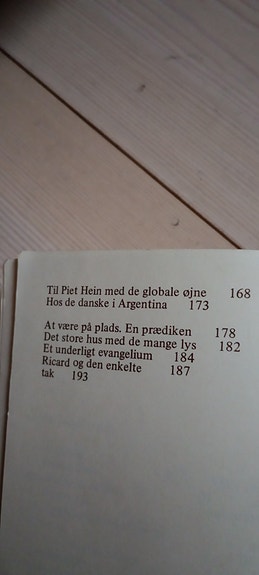 Til Piet Hein med de globale øjne 168
Hos de danske i Argentina 173
At være på plads. En prædiken 178
Det store hus med de mange lys 182
Et underligt evangelium 184
Ricard og den enkelte 187
tak 193